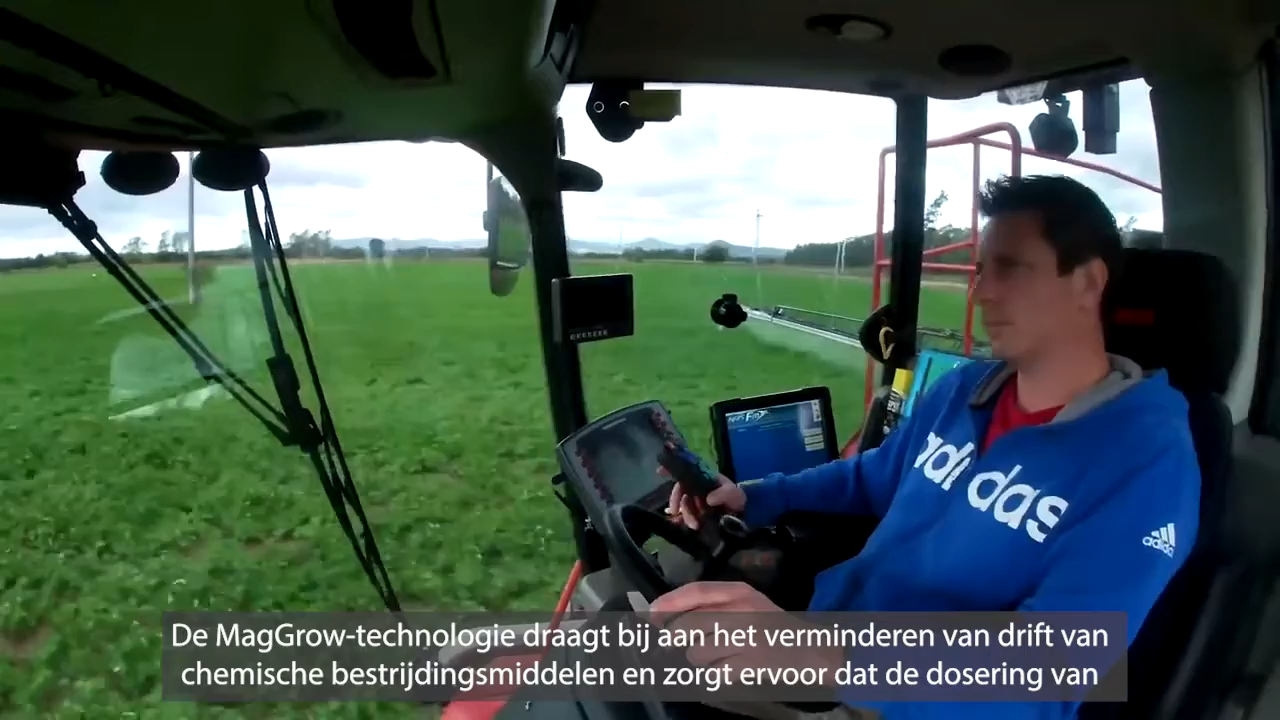 adidas
adidas
De MagGrow-technologie draagt bij aan het verminderen van drift van
chemische bestrijdingsmiddelen en zorgt ervoor dat de dosering van